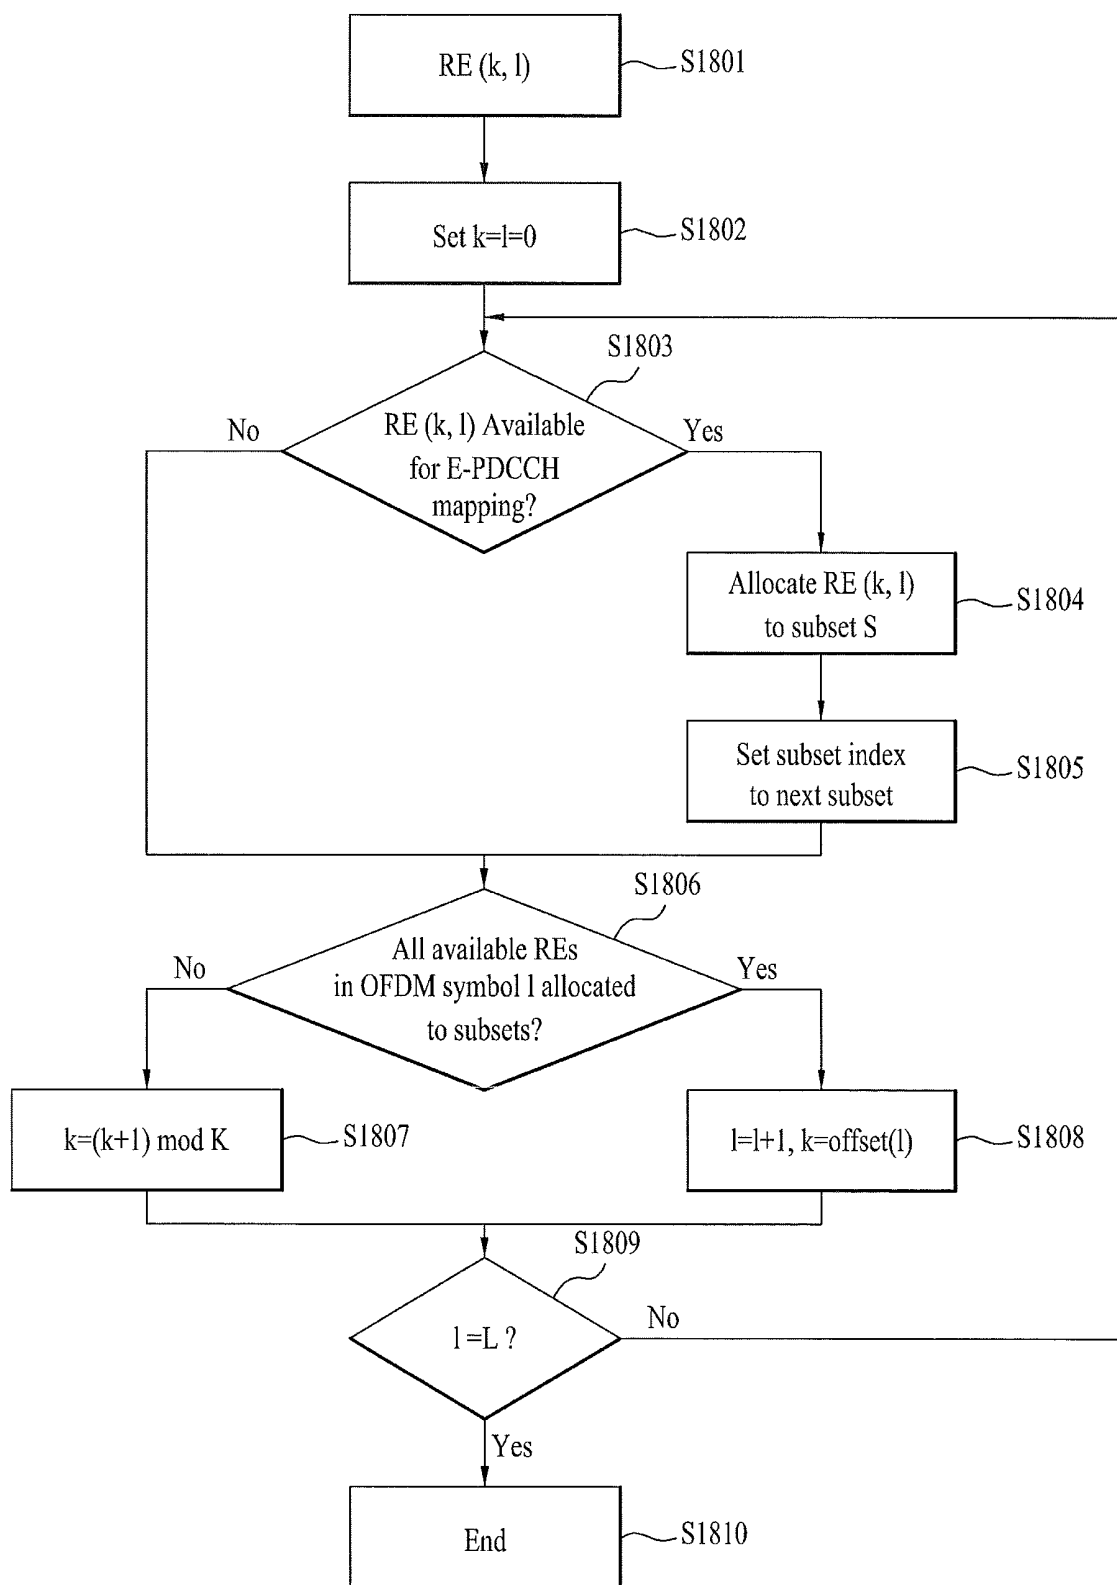 RE (k, l)
S1801
Set k=l=0
S1802
S1803
No
RE (k, l) Available
for E-PDCCH
mapping?
Yes
Allocate RE (k, l)
to subset S
S1804
Set subset index
to next subset
S1805
S1806
No
All available REs
in OFDM symbol l allocated
to subsets?
Yes
k=(k+1) mod K
S1807
l=l+1, k=offset(l)
S1808
S1809
l =L ?
No
Yes
End
S1810